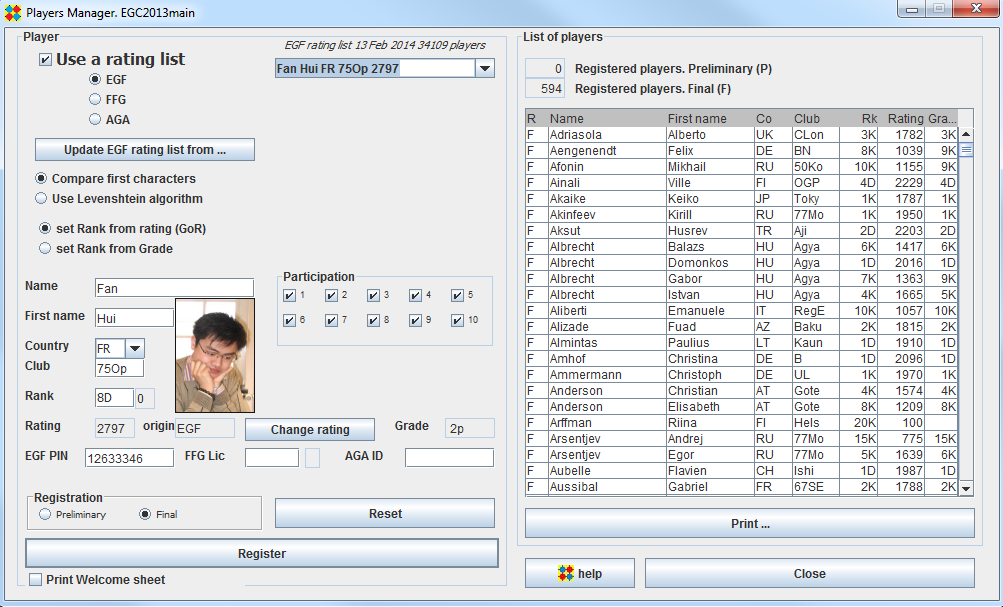 Players Manager. EGC2013main
Player
Use a rating list
EGF
FFG
AGA
EGF rating list 13 Feb 2014 34109 players
Fan Hui FR 75Op 2797
Update EGF rating list from ...
Compare first characters
Use Levenshtein algorithm
set Rank from rating (GoR)
set Rank from Grade
Name Fan
First name Hui
Country FR
Club 75Op
Rank 8D 0
Participation
1 2 3 4 5
6 7 8 9 10
Rating 2797 origin EGF Change rating Grade 2p
EGF PIN 12633346 FFG Lic AGA ID
Registration
Preliminary Final
Reset
Register
Print Welcome sheet
List of players
0 Registered players. Preliminary (P)
594 Registered players. Final (F)
R Name First name Co Club Rk Rating Gra...
F Adriasola Alberto UK CLon 3K 1782 3K
F Aengenendt Felix DE BN 8K 1039 9K
F Afonin Mikhail RU 50Ko 10K 1155 9K
F Ainali Ville FI OGP 4D 2229 4D
F Akaike Keiko JP Toky 1K 1787 1K
F Akinfeev Kirill RU 77Mo 1K 1950 1K
F Aksut Husrev TR Aji 2D 2203 2D
F Albrecht Balazs HU Agya 6K 1417 6K
F Albrecht Domonkos HU Agya 1D 2016 1D
F Albrecht Gabor HU Agya 7K 1363 9K
F Albrecht Istvan HU Agya 4K 1665 5K
F Aliberti Emanuele IT RegE 10K 1057 10K
F Alizade Fuad AZ Baku 2K 1815 2K
F Almintas Paulius LT Kaun 1D 1910 1D
F Amhof Christina DE B 1D 2096 1D
F Ammermann Christoph DE UL 1K 1970 1K
F Anderson Christian AT Gote 4K 1574 4K
F Anderson Elisabeth AT Gote 8K 1209 8K
F Arffman Riina FI Hels 20K 100
F Arsentjev Andrej RU 77Mo 15K 775 15K
F Arsentjev Egor RU 77Mo 5K 1639 6K
F Aubelle Flavien CH Ishi 1D 1987 1D
F Aussibal Gabriel FR 67SE 2K 1788 2K
Print ...
help
Close